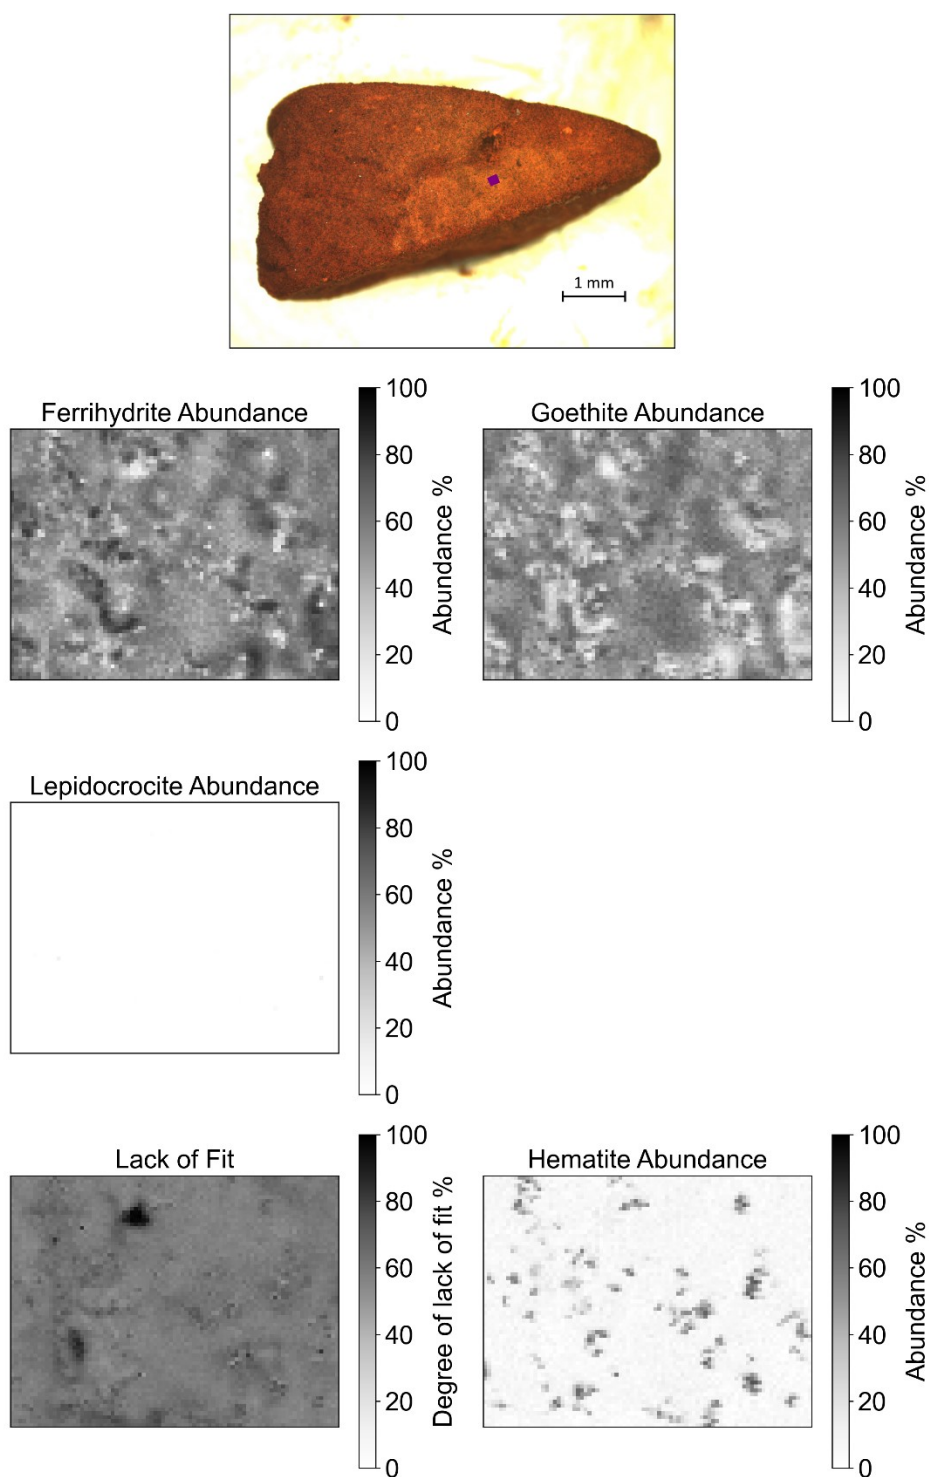 1 mm
Ferrihydrite Abundance
100
80
60
40
20
0
Abundance %
Goethite Abundance
100
80
60
40
20
0
Abundance %
Lepidocrocite Abundance
100
80
60
40
20
0
Abundance %
Lack of Fit
100
80
60
40
20
0
Degree of lack of fit %
Hematite Abundance
100
80
60
40
20
0
Abundance %